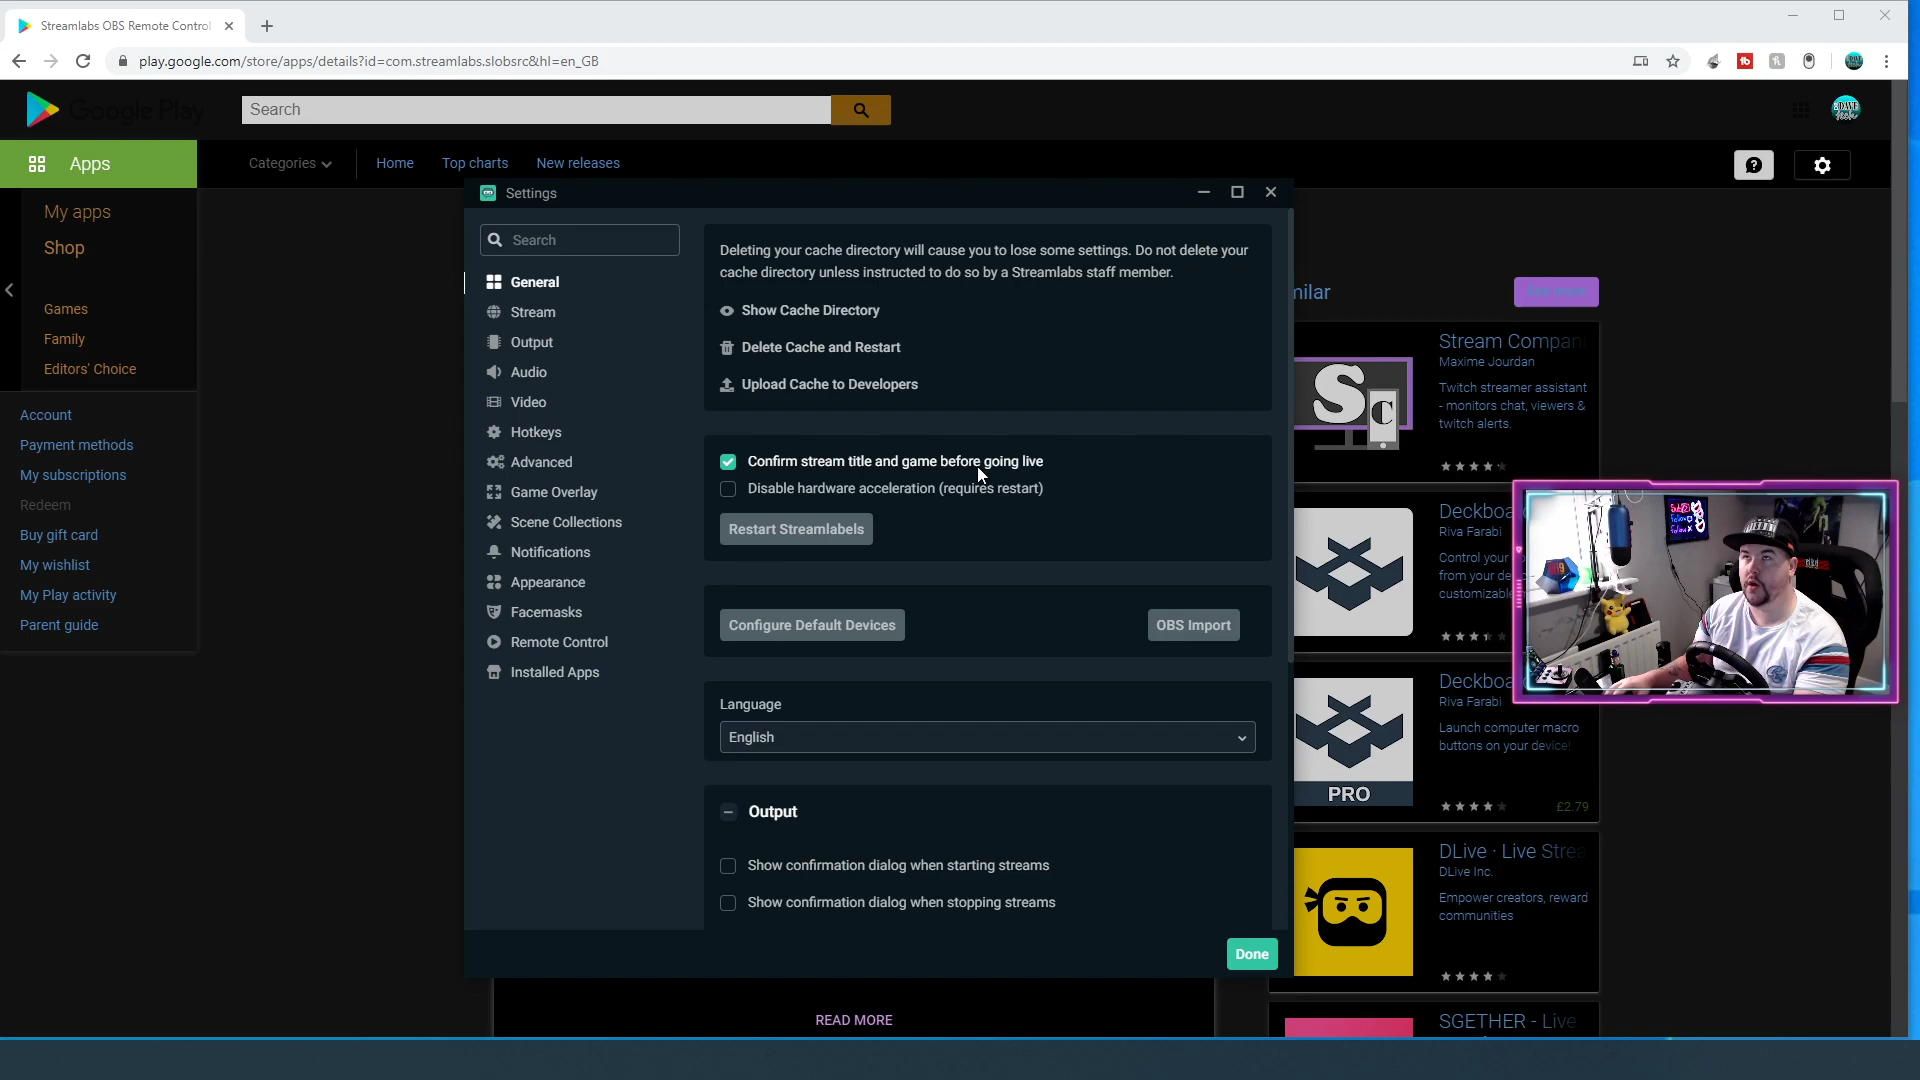 Streamlabs OBS Remote Control
play.google.com/store/apps/details?id=com.streamlabs.slobsrc&hl=en_GB
Google Play
Search
Apps
Categories
Home
Top charts
New releases
My apps
Shop
Games
Family
Editors' Choice
Account
Payment methods
My subscriptions
Redeem
Buy gift card
My wishlist
My Play activity
Parent guide
Settings
Search
General
Stream
Output
Audio
Video
Hotkeys
Advanced
Game Overlay
Scene Collections
Notifications
Appearance
Facemasks
Remote Control
Installed Apps
Deleting your cache directory will cause you to lose some settings. Do not delete your
cache directory unless instructed to do so by a Streamlabs staff member.
Show Cache Directory
Delete Cache and Restart
Upload Cache to Developers
Confirm stream title and game before going live
Disable hardware acceleration (requires restart)
Restart Streamlabels
Configure Default Devices
OBS Import
Language
English
Output
Show confirmation dialog when starting streams
Show confirmation dialog when stopping streams
Done
READ MORE
milar
Stream Compan
Maxime Jourdan
Twitch streamer assistant
- monitors chat, viewers &
twitch alerts.
Deckboa
Riva Farabi
Control your
from your de
customizable
Deckboa
Riva Farabi
Launch computer macro
buttons on your device!
PRO
£2.79
DLive · Live Strea
DLive Inc.
Empower creators, reward
communities
SGETHER - Live